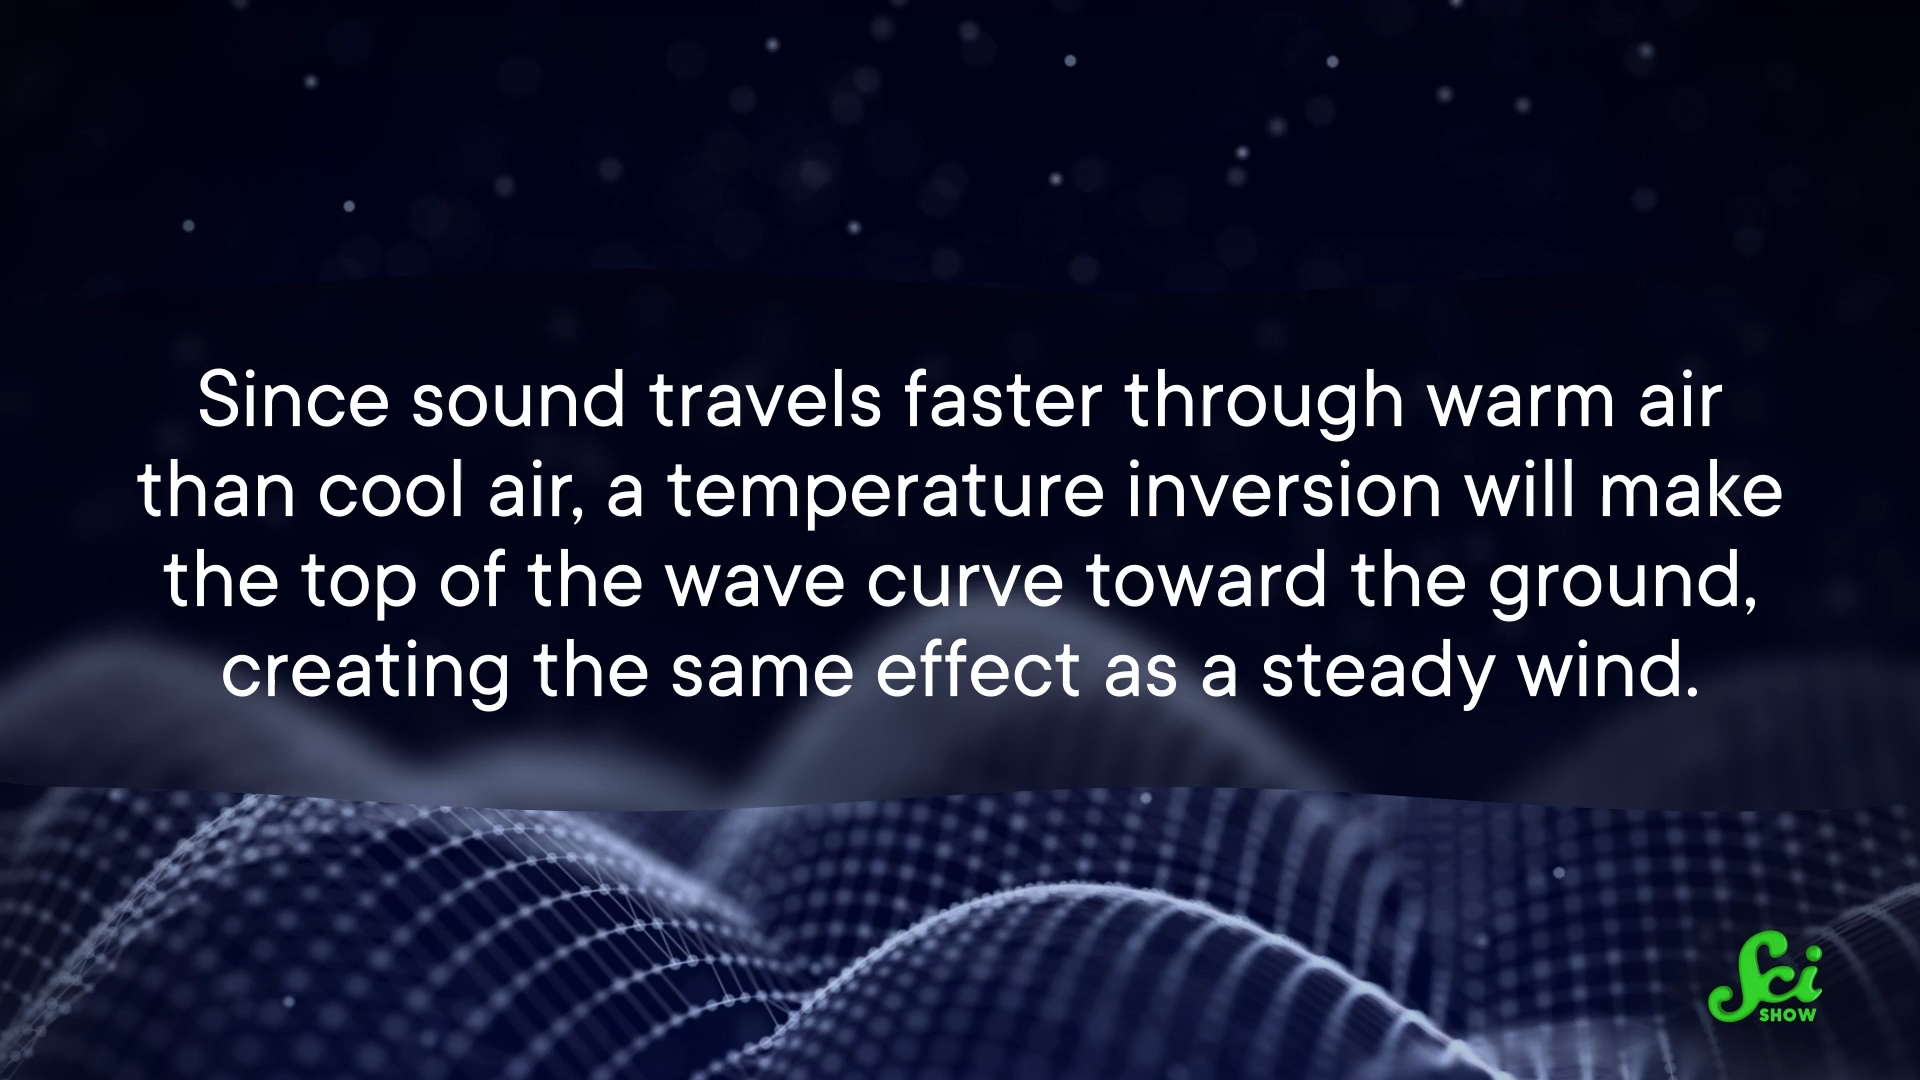 Since sound travels faster through warm air
than cool air, a temperature inversion will make
the top of the wave curve toward the ground,
creating the same effect as a steady wind.
Sci
SHOW